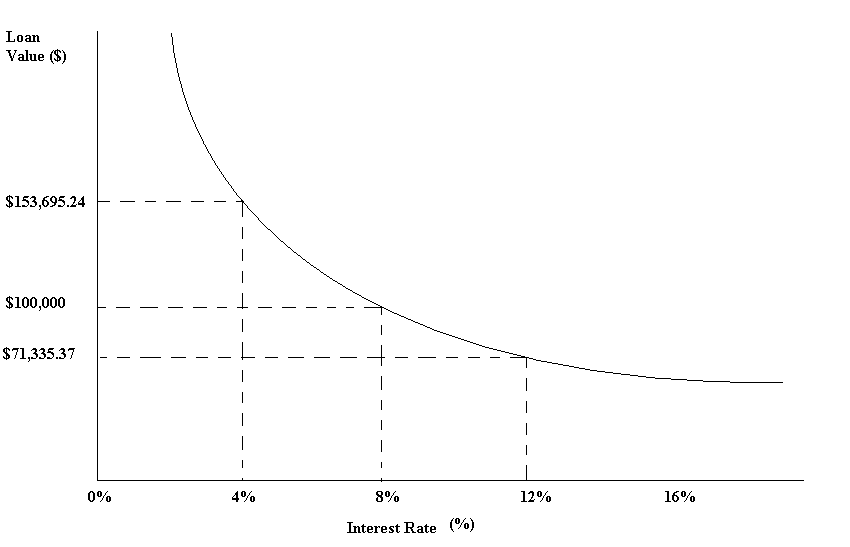 Loan
Value ($)
$153,695.24
$100,000
$71,335.37
0% 4% 8% 12% 16%
Interest Rate (%)